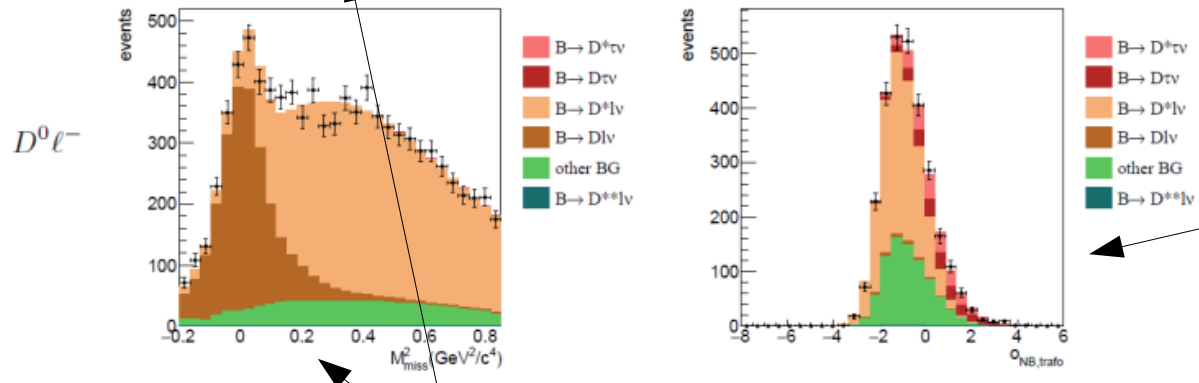 D⁰ℓ⁻
events
500
400
300
200
100
0
−0.2 0 0.2 0.4 0.6 0.8
M²miss(GeV²/c⁴)
B→ D*τν
B→ Dτν
B→ D*lν
B→ Dlν
other BG
B→ D**lν
events
500
400
300
200
100
0
−8 −6 −4 −2 0 2 4 6
oNB,trafo
B→ D*τν
B→ Dτν
B→ D*lν
B→ Dlν
other BG
B→ D**lν